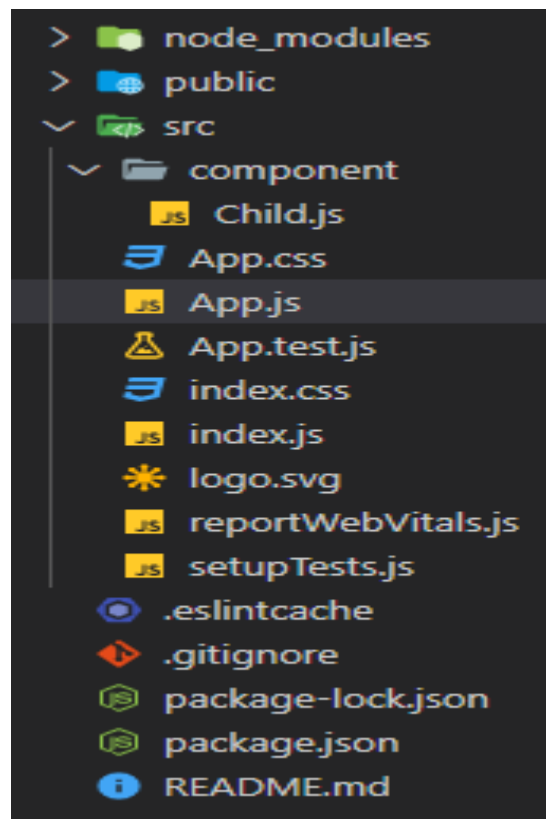 node_modules
public
src
component
JS Child.js
App.css
JS App.js
App.test.js
index.css
JS index.js
logo.svg
JS reportWebVitals.js
JS setupTests.js
.eslintcache
.gitignore
package-lock.json
package.json
README.md